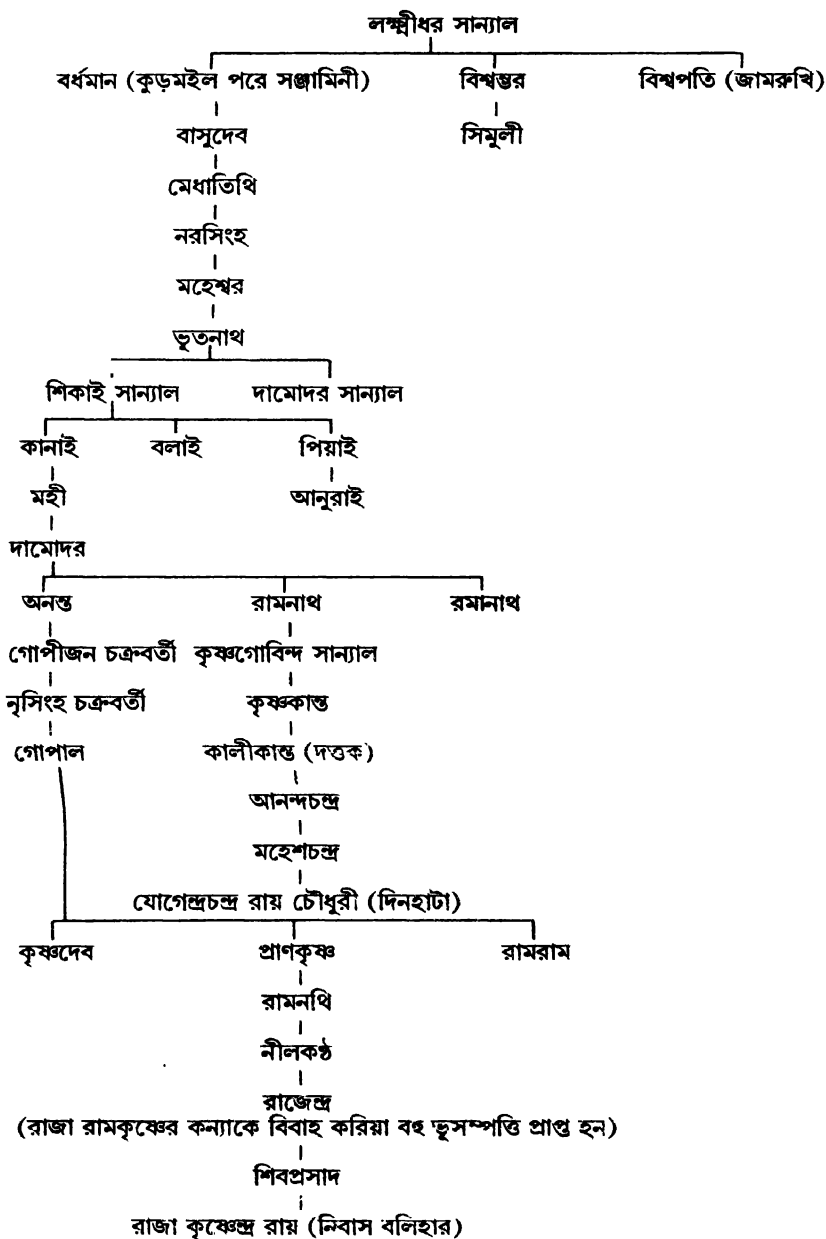 লক্ষ্মীধর সান্যাল
বর্ধমান (কুড়মইল পরে সঞ্জামিনী) বিশ্বম্ভর বিশ্বপতি (জামরুখি)
বাসুদেব সিমুলী
মেধাতিথি
নরসিংহ
মহেশ্বর
ভূতনাথ
শিকাই সান্যাল দামোদর সান্যাল
কানাই বলাই পিয়াই
মহী আনুরাই
দামোদর
অনন্ত রামনাথ রমানাথ
গোপীজন চক্রবর্তী কৃষ্ণগোবিন্দ সান্যাল
নৃসিংহ চক্রবর্তী কৃষ্ণকান্ত
গোপাল কালীকান্ত (দত্তক)
আনন্দচন্দ্র
মহেশচন্দ্র
যোগেন্দ্রচন্দ্র রায় চৌধুরী (দিনহাটা)
কৃষ্ণদেব প্রাণকৃষ্ণ রামরাম
রামনথি
নীলকণ্ঠ
রাজেন্দ্র
(রাজা রামকৃষ্ণের কন্যাকে বিবাহ করিয়া বহু ভূসম্পত্তি প্রাপ্ত হন)
শিবপ্রসাদ
রাজা কৃষ্ণেন্দ্র রায় (নিবাস বলিহার)